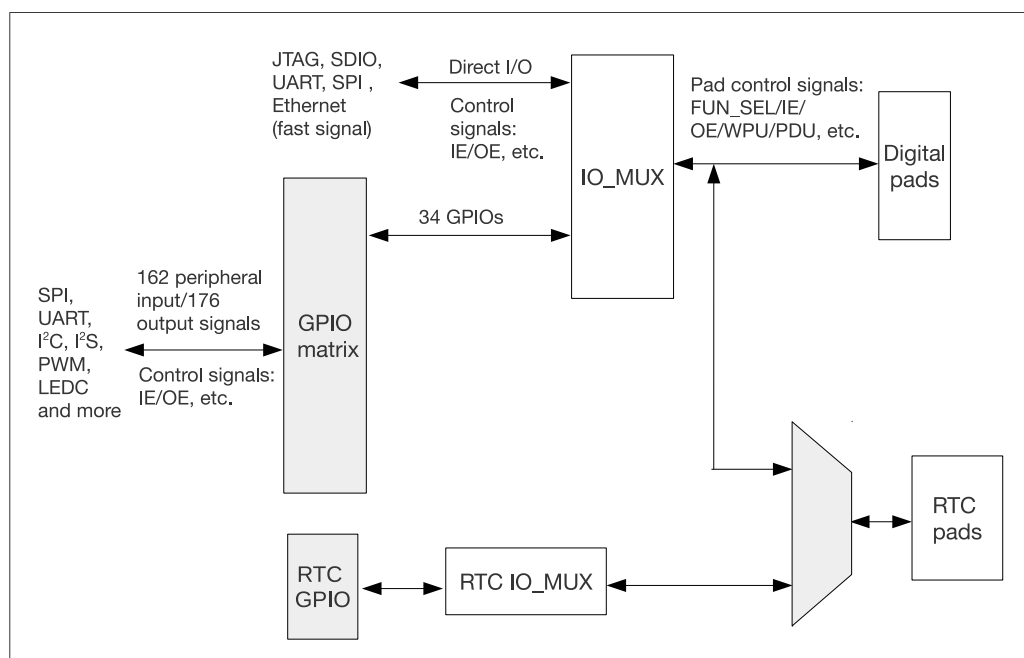 JTAG, SDIO,
UART, SPI ,
Ethernet
(fast signal)
Direct I/O
Control
signals:
IE/OE, etc.
IO_MUX
Pad control signals:
FUN_SEL/IE/
OE/WPU/PDU, etc.
Digital
pads
34 GPIOs
SPI,
UART,
I²C, I²S,
PWM,
LEDC
and more
162 peripheral
input/176
output signals
Control signals:
IE/OE, etc.
GPIO
matrix
RTC
GPIO
RTC IO_MUX
RTC
pads